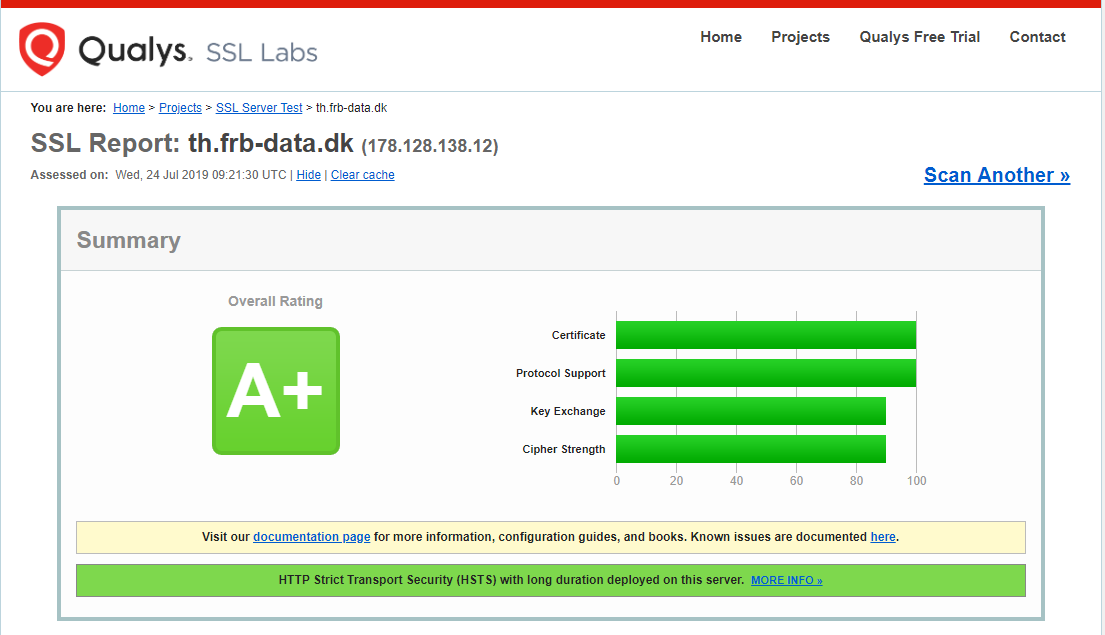 Qualys. SSL Labs
Home Projects Qualys Free Trial Contact
You are here: Home > Projects > SSL Server Test > th.frb-data.dk
SSL Report: th.frb-data.dk (178.128.138.12)
Assessed on: Wed, 24 Jul 2019 09:21:30 UTC | Hide | Clear cache
Scan Another »
Summary
Overall Rating
A+
Certificate
Protocol Support
Key Exchange
Cipher Strength
0 20 40 60 80 100
Visit our documentation page for more information, configuration guides, and books. Known issues are documented here.
HTTP Strict Transport Security (HSTS) with long duration deployed on this server. MORE INFO »